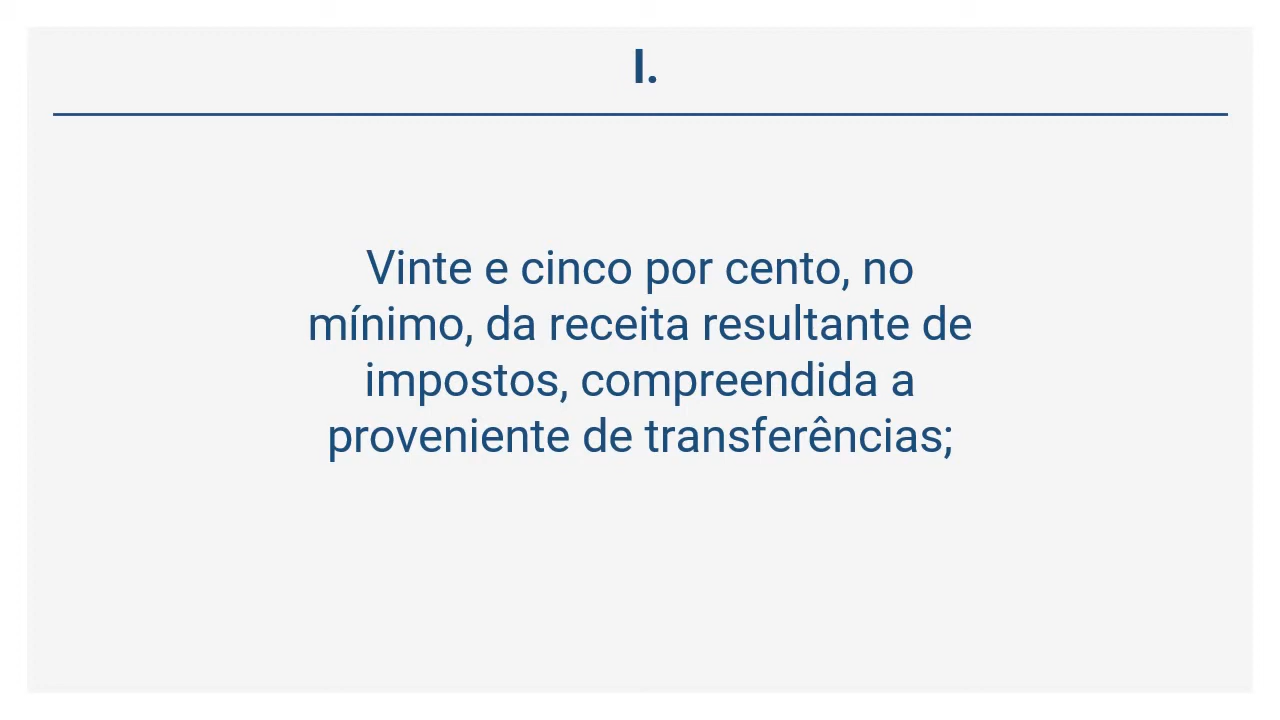 I.
Vinte e cinco por cento, no
mínimo, da receita resultante de
impostos, compreendida a
proveniente de transferências;